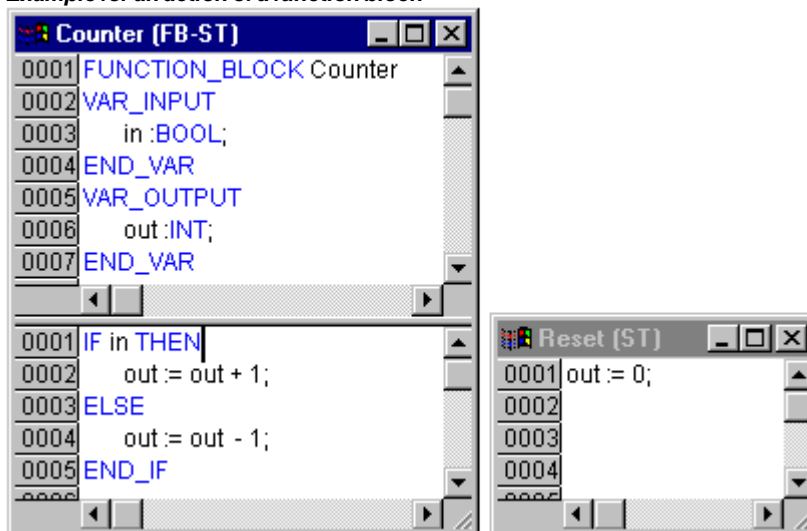 Example for an action of a function block
Counter (FB-ST)
0001 FUNCTION_BLOCK Counter
0002 VAR_INPUT
0003 in :BOOL;
0004 END_VAR
0005 VAR_OUTPUT
0006 out :INT;
0007 END_VAR
0001 IF in THEN
0002 out := out + 1;
0003 ELSE
0004 out := out - 1;
0005 END_IF
Reset (ST)
0001 out := 0;
0002
0003
0004